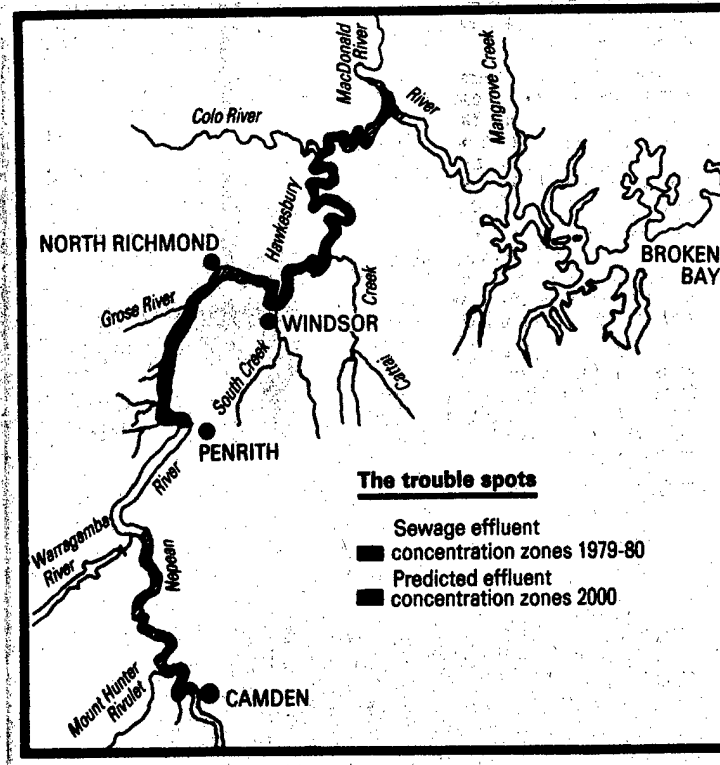 MacDonald
River
River
Mangrove Creek
Colo River
Hawkesbury
NORTH RICHMOND
BROKEN
BAY
Grose River
Creek
WINDSOR
South Creek
Cattai
PENRITH
River
The trouble spots
Sewage effluent
concentration zones 1979-80
Predicted effluent
concentration zones 2000
Warragamba
River
Nepean
Mount Hunter
Rivulet
CAMDEN